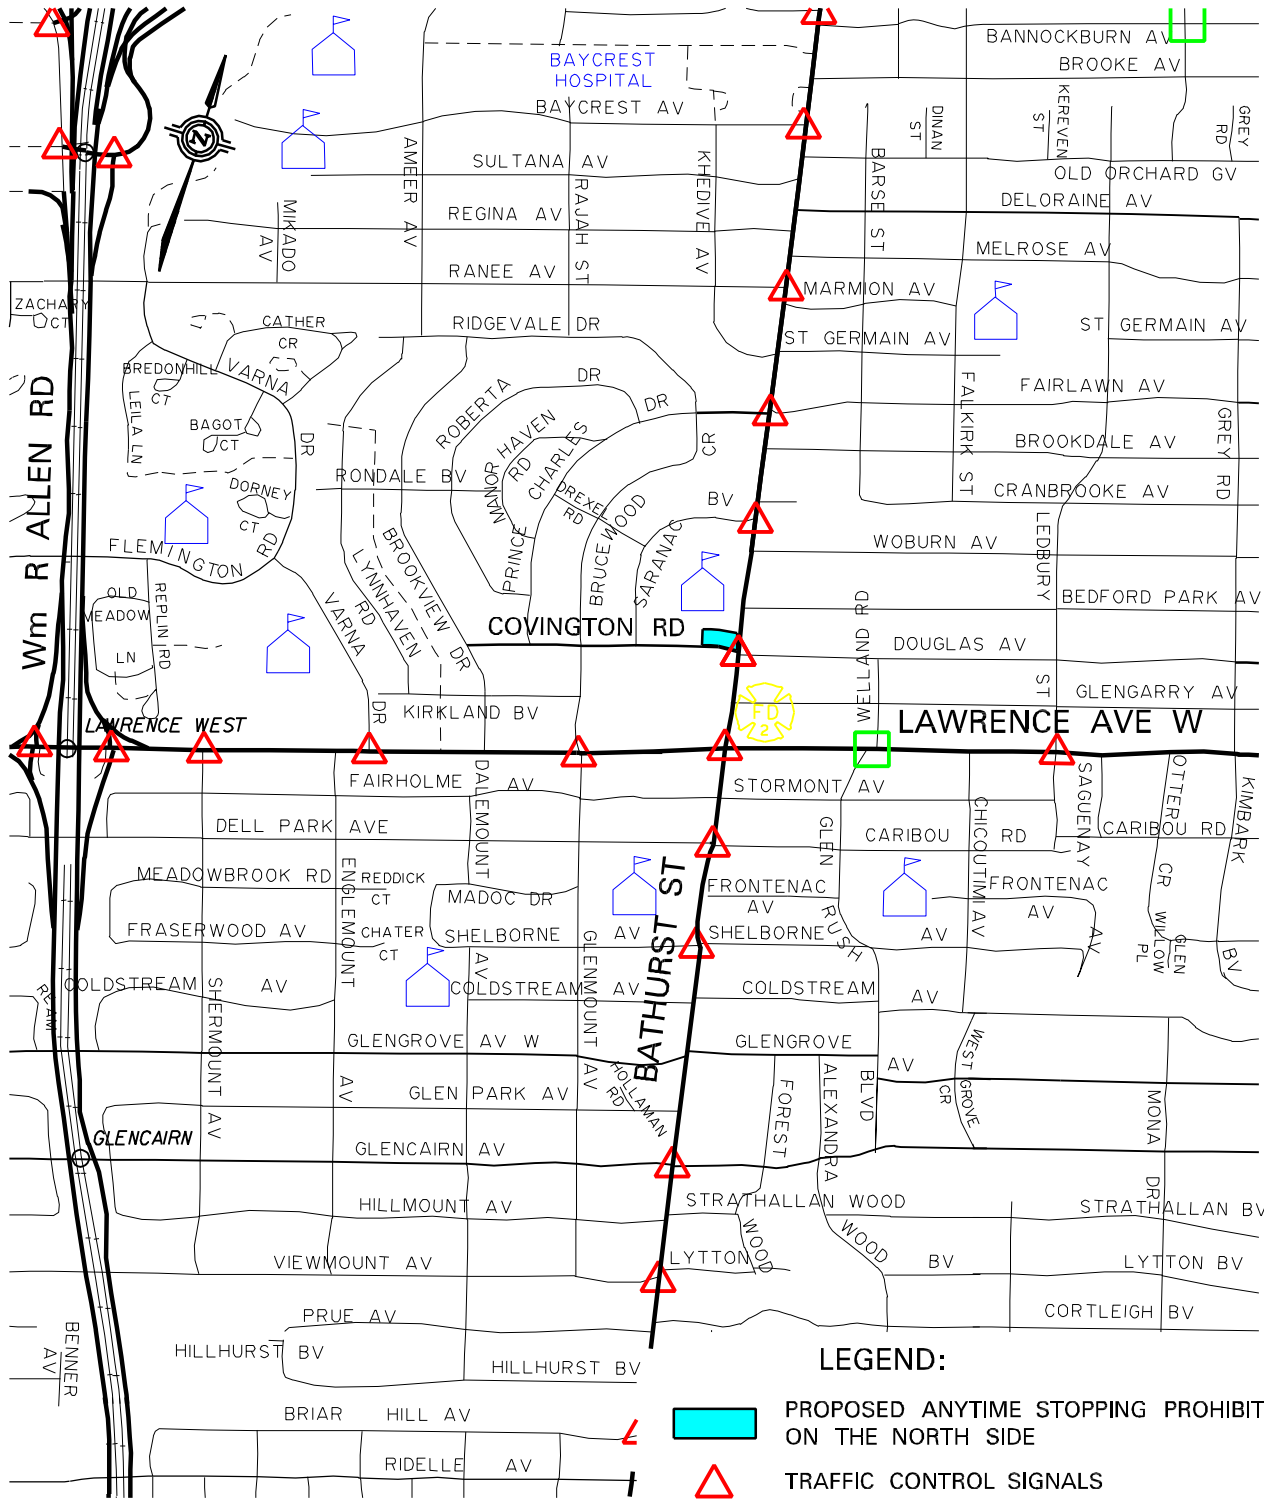 BANNOCKBURN AV
BROOKE AV
BAYCREST
HOSPITAL
BAYCREST AV
KEREVEN
ST
DINAN
ST
GREY
RD
N
AMEER AV
SULTANA AV
KHEDIVE AV
BARSE ST
OLD ORCHARD GV
DELORAINE AV
MIKADO
AV
REGINA AV
RAJAH ST
MELROSE AV
RANEE AV
MARMION AV
ZACHARY
CT
CATHER
CR
RIDGEVALE DR
ST GERMAIN AV
ST GERMAIN AV
BREDONHILL
CT
VARNA
DR
LEILA LN
ROBERTA
DR
DR
FALKIRK ST
FAIRLAWN AV
BAGOT
CT
MANOR HAVEN
RD
CHARLES
CR
BROOKDALE AV
GREY RD
Wm R ALLEN RD
RONDALE BV
DORNEY
CT
DREXEL
RD
BV
CRANBROOKE AV
FLEMINGTON
RD
BROOKVIEW DR
LYNNHAVEN
RD
PRINCE
BRUCEWOOD
SARANAC
WOBURN AV
LEDBURY
ST
OLD
MEADOW
LN
REPLIN RD
VARNA
DR
COVINGTON RD
WELLAND RD
BEDFORD PARK AV
DOUGLAS AV
GLENGARRY AV
KIRKLAND BV
FD
2
LAWRENCE WEST
LAWRENCE AVE W
FAIRHOLME AV
DALEMOUNT
AV
STORMONT AV
SAGUENAY
AV
OTTER
CR
KIMBARK
BV
DELL PARK AVE
GLEN
RUSH
BLVD
CARIBOU RD
CHICOUTIMI AV
CARIBOU RD
MEADOWBROOK RD
ENGLEMOUNT
AV
REDDICK
CT
MADOC DR
BATHURST ST
FRONTENAC
AV
FRONTENAC
AV
FRASERWOOD AV
CHATER
CT
SHELBORNE AV
GLENMOUNT AV
SHELBORNE AV
GLEN
WILLOW
PL
COLDSTREAM AV
REAM
SHERMOUNT AV
COLDSTREAM AV
COLDSTREAM AV
GLENGROVE AV W
GLENGROVE AV
WEST GROVE
CR
HOLLAMAN
RD
GLEN PARK AV
FOREST
WOOD
ALEXANDRA
WOOD
MONA
DR
GLENCAIRN
GLENCAIRN AV
HILLMOUNT AV
STRATHALLAN WOOD
STRATHALLAN BV
VIEWMOUNT AV
LYTTON
BV
LYTTON BV
PRUE AV
CORTLEIGH BV
BENNER
AV
HILLHURST BV
HILLHURST BV
BRIAR HILL AV
RIDELLE AV
LEGEND:
PROPOSED ANYTIME STOPPING PROHIBIT
ON THE NORTH SIDE
TRAFFIC CONTROL SIGNALS